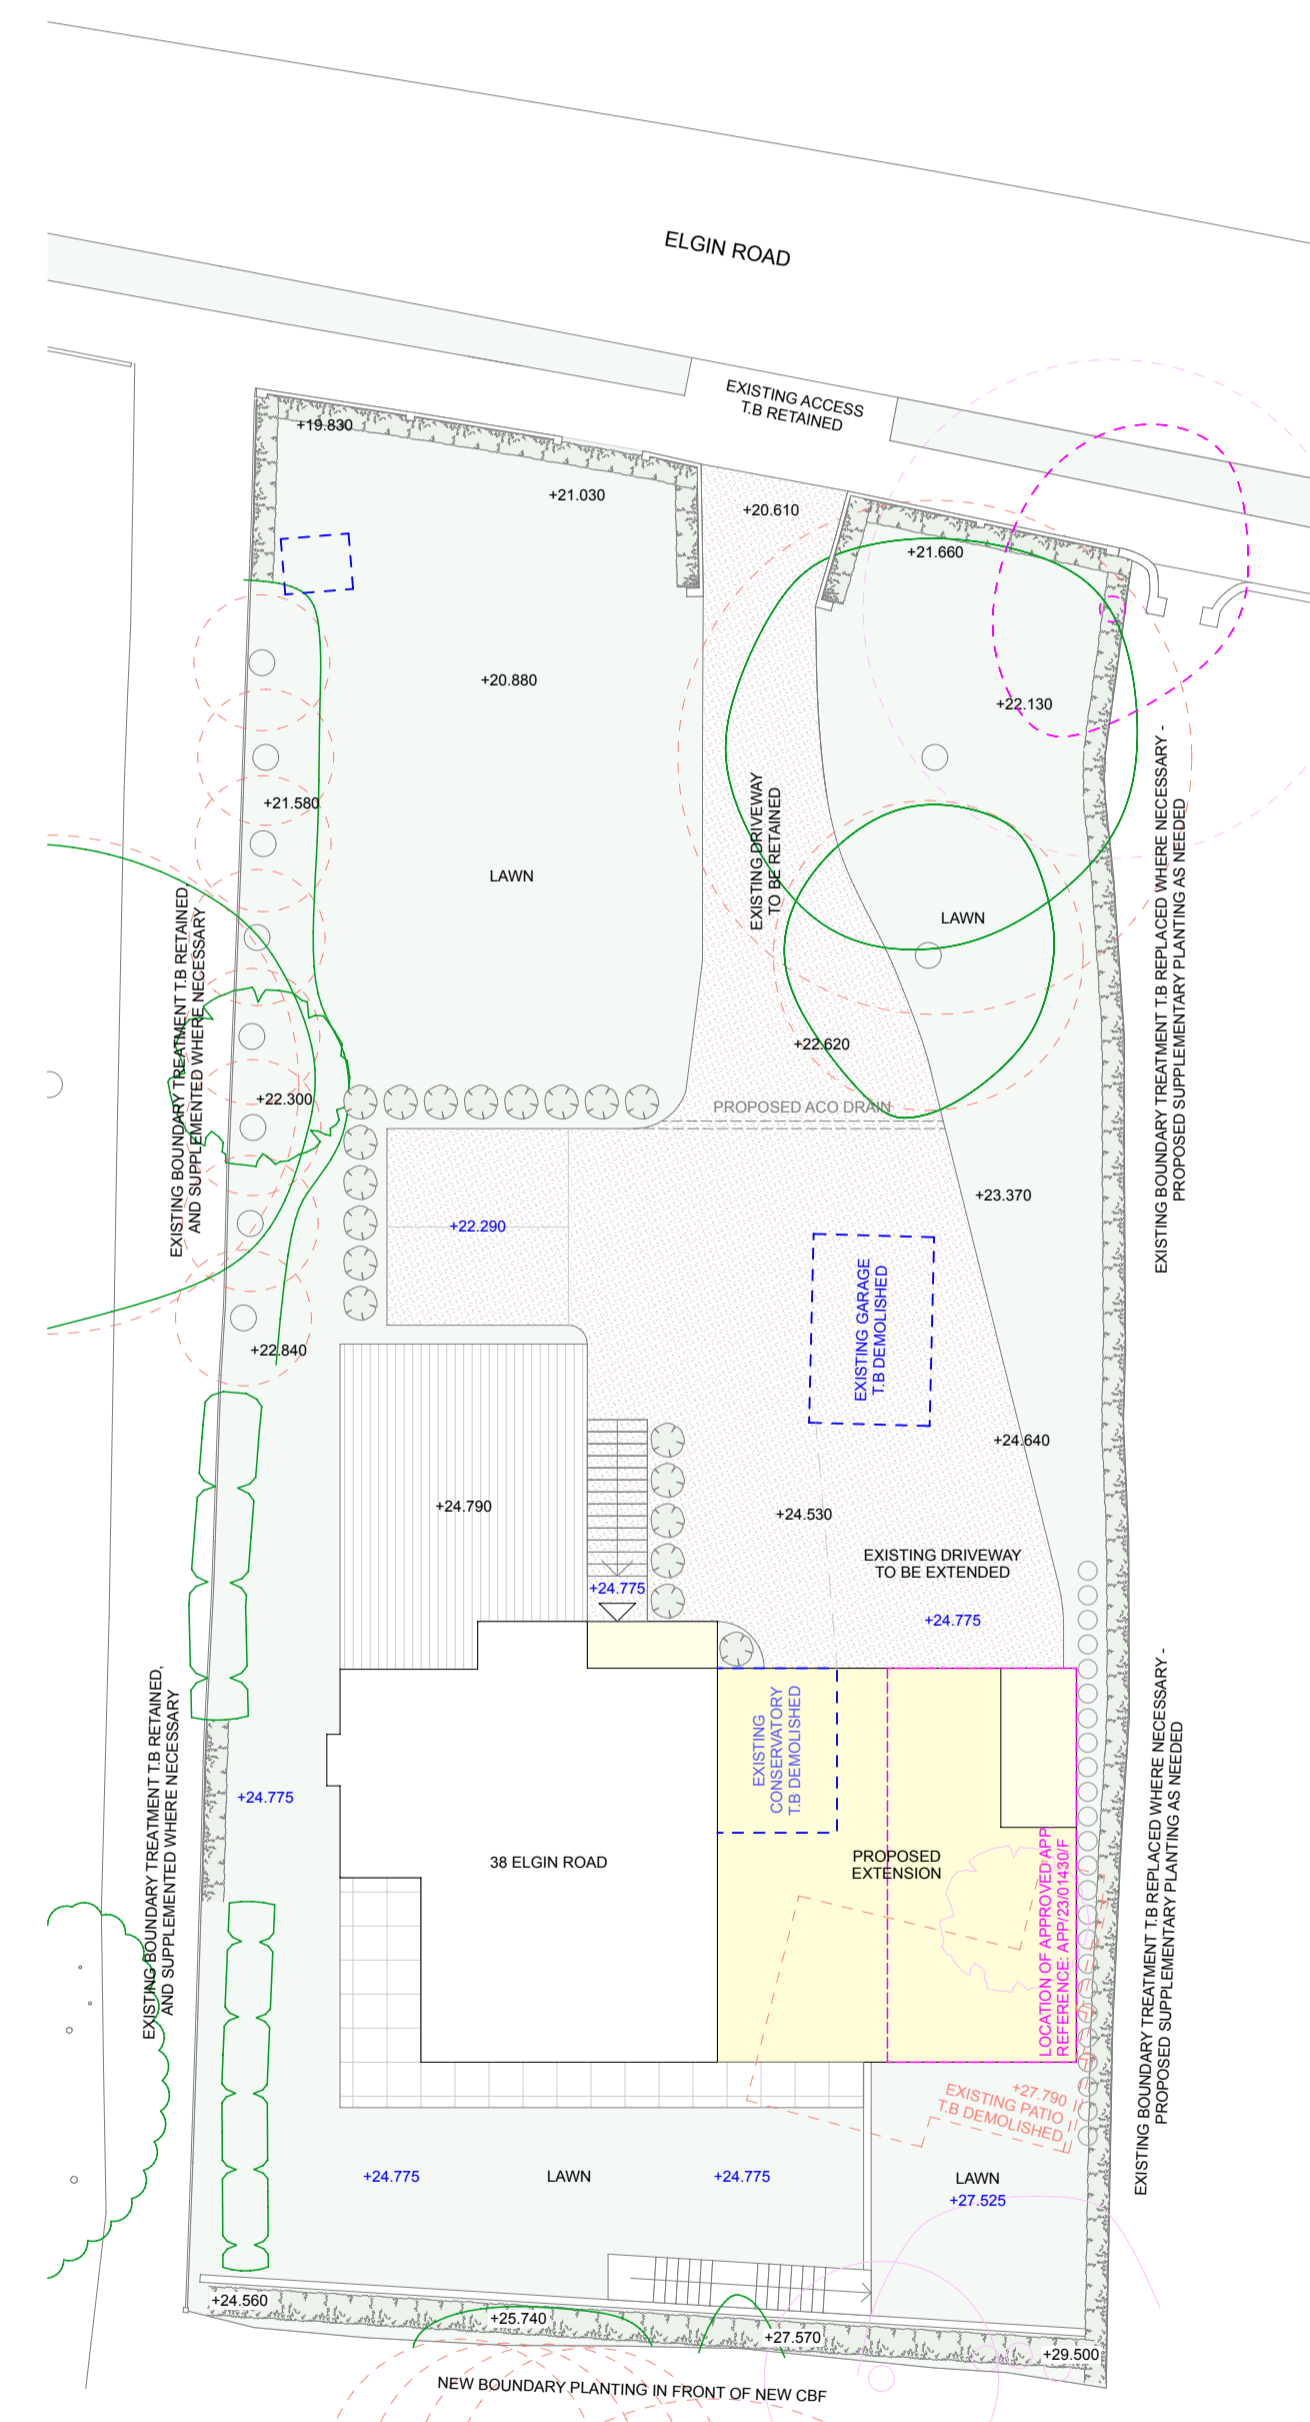 ELGIN ROAD
EXISTING ACCESS
T.B RETAINED
+19.830
+21.030
+20.610
+21.660
+20.880
+22.130
EXISTING DRIVEWAY
TO BE RETAINED
+21.580
LAWN
LAWN
EXISTING BOUNDARY TREATMENT T.B RETAINED,
AND SUPPLEMENTED WHERE NECESSARY
EXISTING BOUNDARY TREATMENT T.B REPLACED WHERE NECESSARY -
PROPOSED SUPPLEMENTARY PLANTING AS NEEDED
+22.620
+22.300
PROPOSED ACO DRAIN
+23.370
+22.290
EXISTING GARAGE
T.B DEMOLISHED
+22.840
+24.640
+24.790
+24.530
EXISTING DRIVEWAY
TO BE EXTENDED
+24.775
+24.775
EXISTING
CONSERVATORY
T.B DEMOLISHED
+24.775
38 ELGIN ROAD
PROPOSED
EXTENSION
LOCATION OF APPROVED APP
REFERENCE: APP/23/01430/F
EXISTING BOUNDARY TREATMENT T.B RETAINED,
AND SUPPLEMENTED WHERE NECESSARY
EXISTING BOUNDARY TREATMENT T.B REPLACED WHERE NECESSARY -
PROPOSED SUPPLEMENTARY PLANTING AS NEEDED
+27.790
EXISTING PATIO
T.B DEMOLISHED
+24.775
LAWN
+24.775
LAWN
+27.525
+24.560
+25.740
+27.570
+29.500
NEW BOUNDARY PLANTING IN FRONT OF NEW CBF